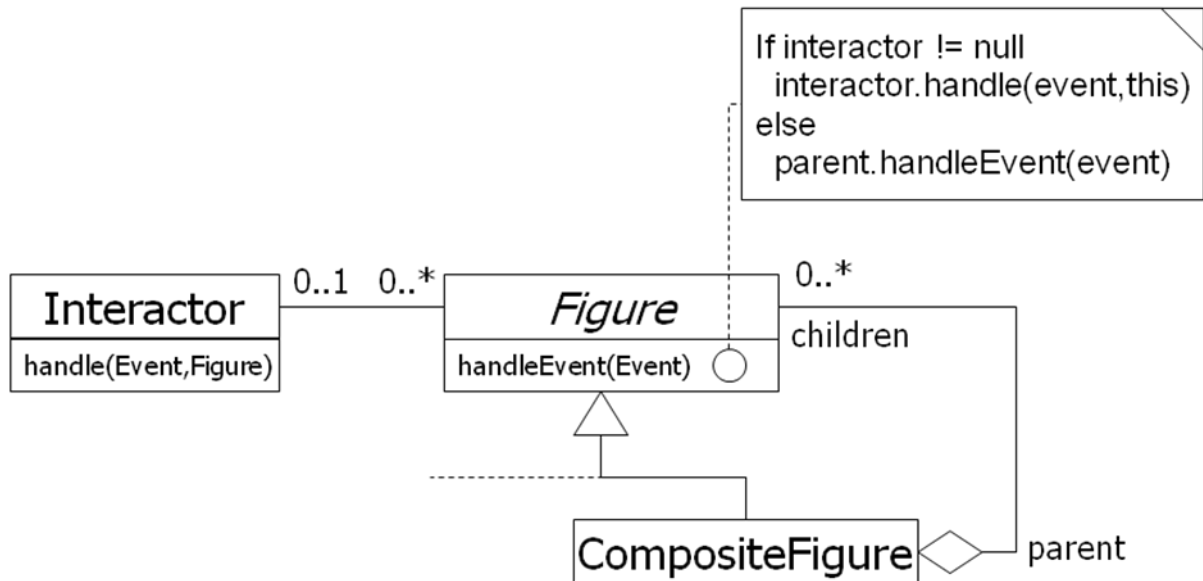 If interactor != null
interactor.handle(event,this)
else
parent.handleEvent(event)
Interactor
handle(Event,Figure)
0..1 0..*
Figure
handleEvent(Event)
0..*
children
CompositeFigure
parent